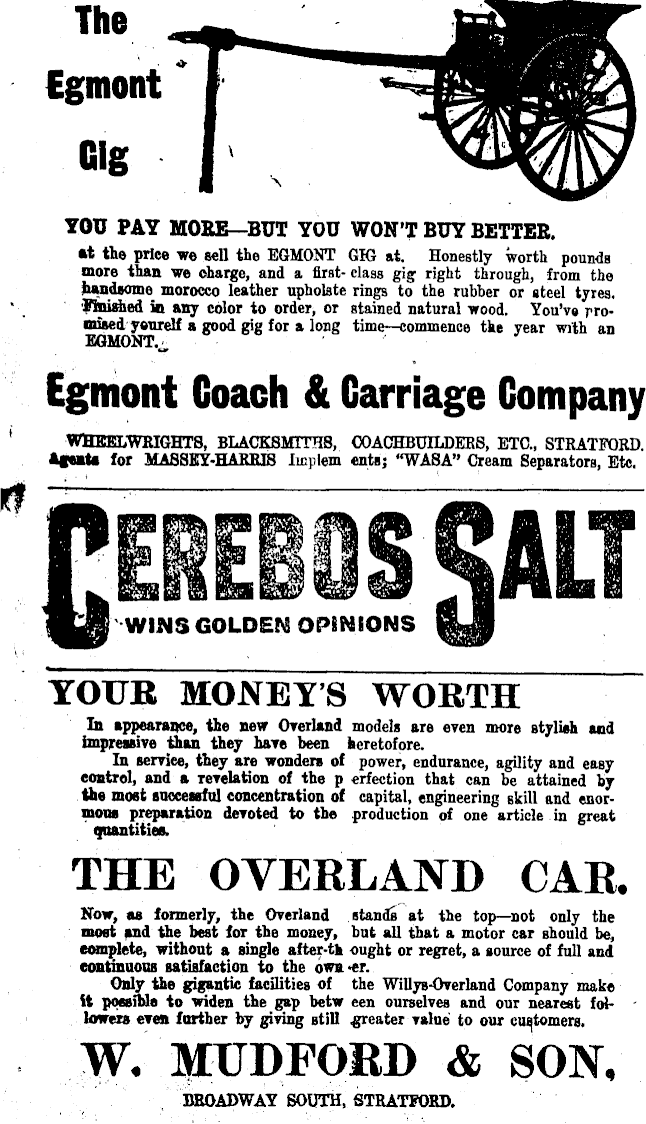 The
Egmont
Gig
YOU PAY MORE—BUT YOU WON'T BUY BETTER.
at the price we sell the EGMONT GIG at. Honestly worth pounds
more than we charge, and a first-class gig right through, from the
handsome morocco leather upholste rings to the rubber or steel tyres.
Finished in any color to order, or stained natural wood. You've pro-
mised yourelf a good gig for a long time—commence the year with an
EGMONT.
Egmont Coach & Carriage Company
WHEELWRIGHTS, BLACKSMITHS, COACHBUILDERS, ETC., STRATFORD.
Agents for MASSEY-HARRIS Implem ents; "WASA" Cream Separators, Etc.
CEREBOS SALT
WINS GOLDEN OPINIONS
YOUR MONEY'S WORTH
In appearance, the new Overland models are even more stylish and
impressive than they have been heretofore.
In service, they are wonders of power, endurance, agility and easy
control, and a revelation of the p erfection that can be attained by
the most successful concentration of capital, engineering skill and enor-
mous preparation devoted to the production of one article in great
quantities.
THE OVERLAND CAR.
Now, as formerly, the Overland stands at the top—not only the
most and the best for the money, but all that a motor car should be,
complete, without a single after-th ought or regret, a source of full and
continuous satisfaction to the own er.
Only the gigantic facilities of the Willys-Overland Company make
it possible to widen the gap betw een ourselves and our nearest fol-
lowers even further by giving still greater value to our customers.
W. MUDFORD & SON,
BROADWAY SOUTH, STRATFORD.